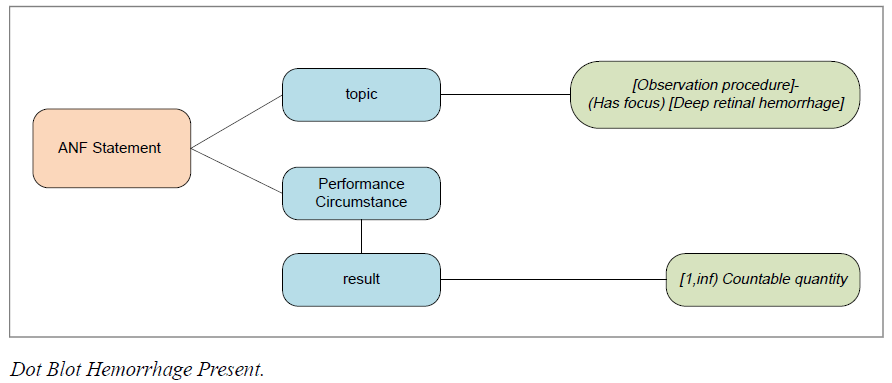 [Observation procedure]-
(Has focus) [Deep retinal hemorrhage]
topic
ANF Statement
Performance
Circumstance
result
[1,inf) Countable quantity
Dot Blot Hemorrhage Present.